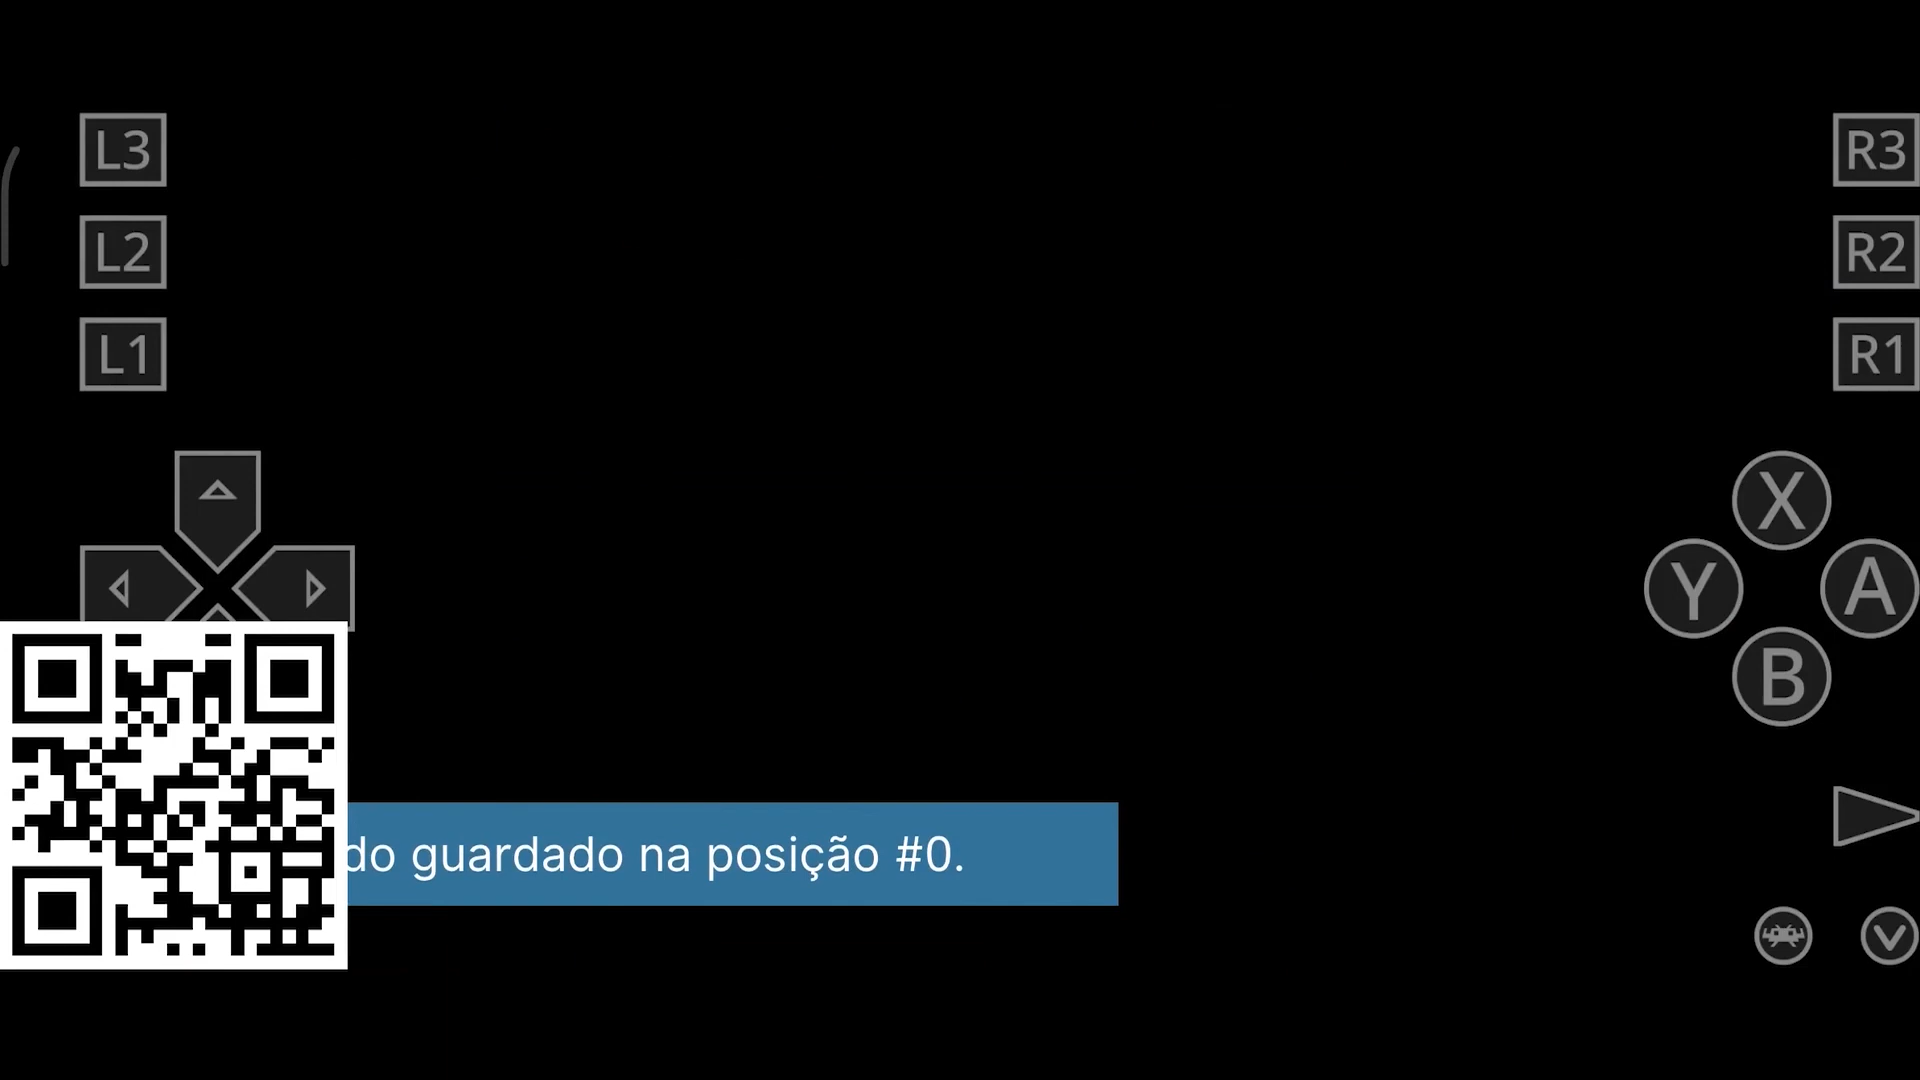 L3
R3
L2
R2
L1
R1
X
Y
A
B
do guardado na posição #0.